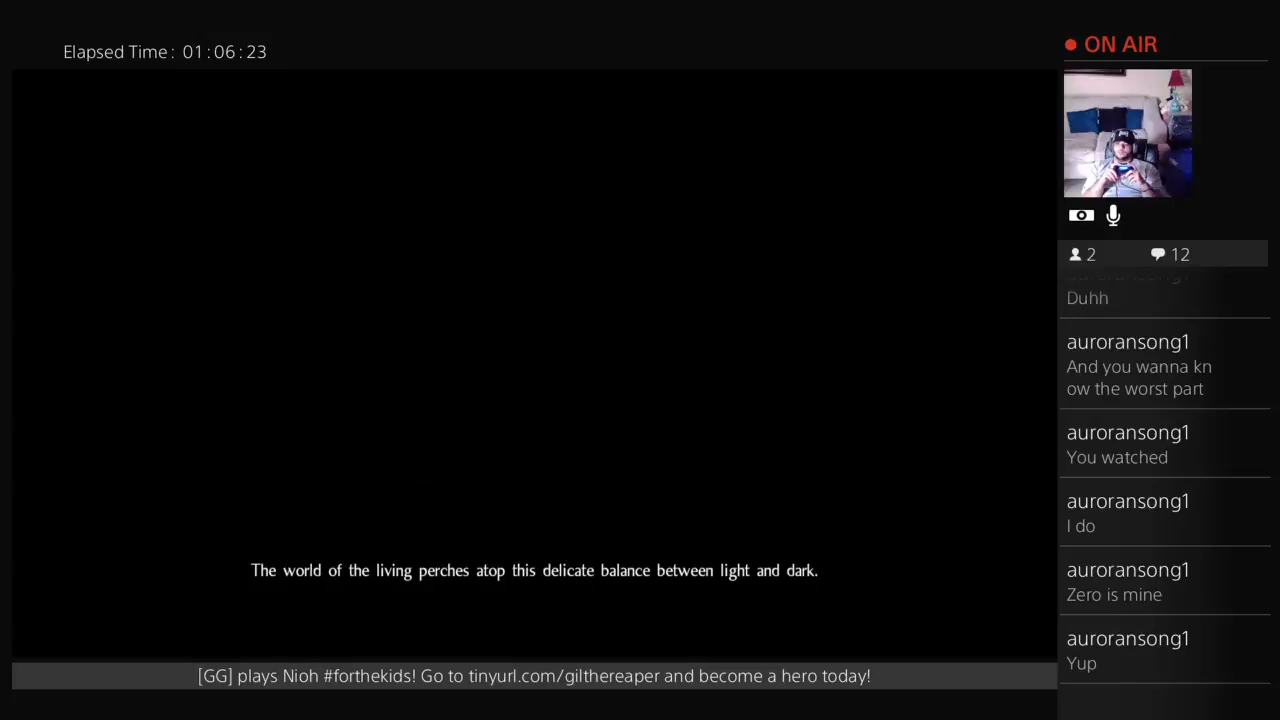 Elapsed Time: 01:06:23
ON AIR
2 12
Duhh
auroransong1
And you wanna kn
ow the worst part
auroransong1
You watched
auroransong1
I do
auroransong1
Zero is mine
auroransong1
Yup
The world of the living perches atop this delicate balance between light and dark.
[GG] plays Nioh #forthekids! Go to tinyurl.com/gilthereaper and become a hero today!